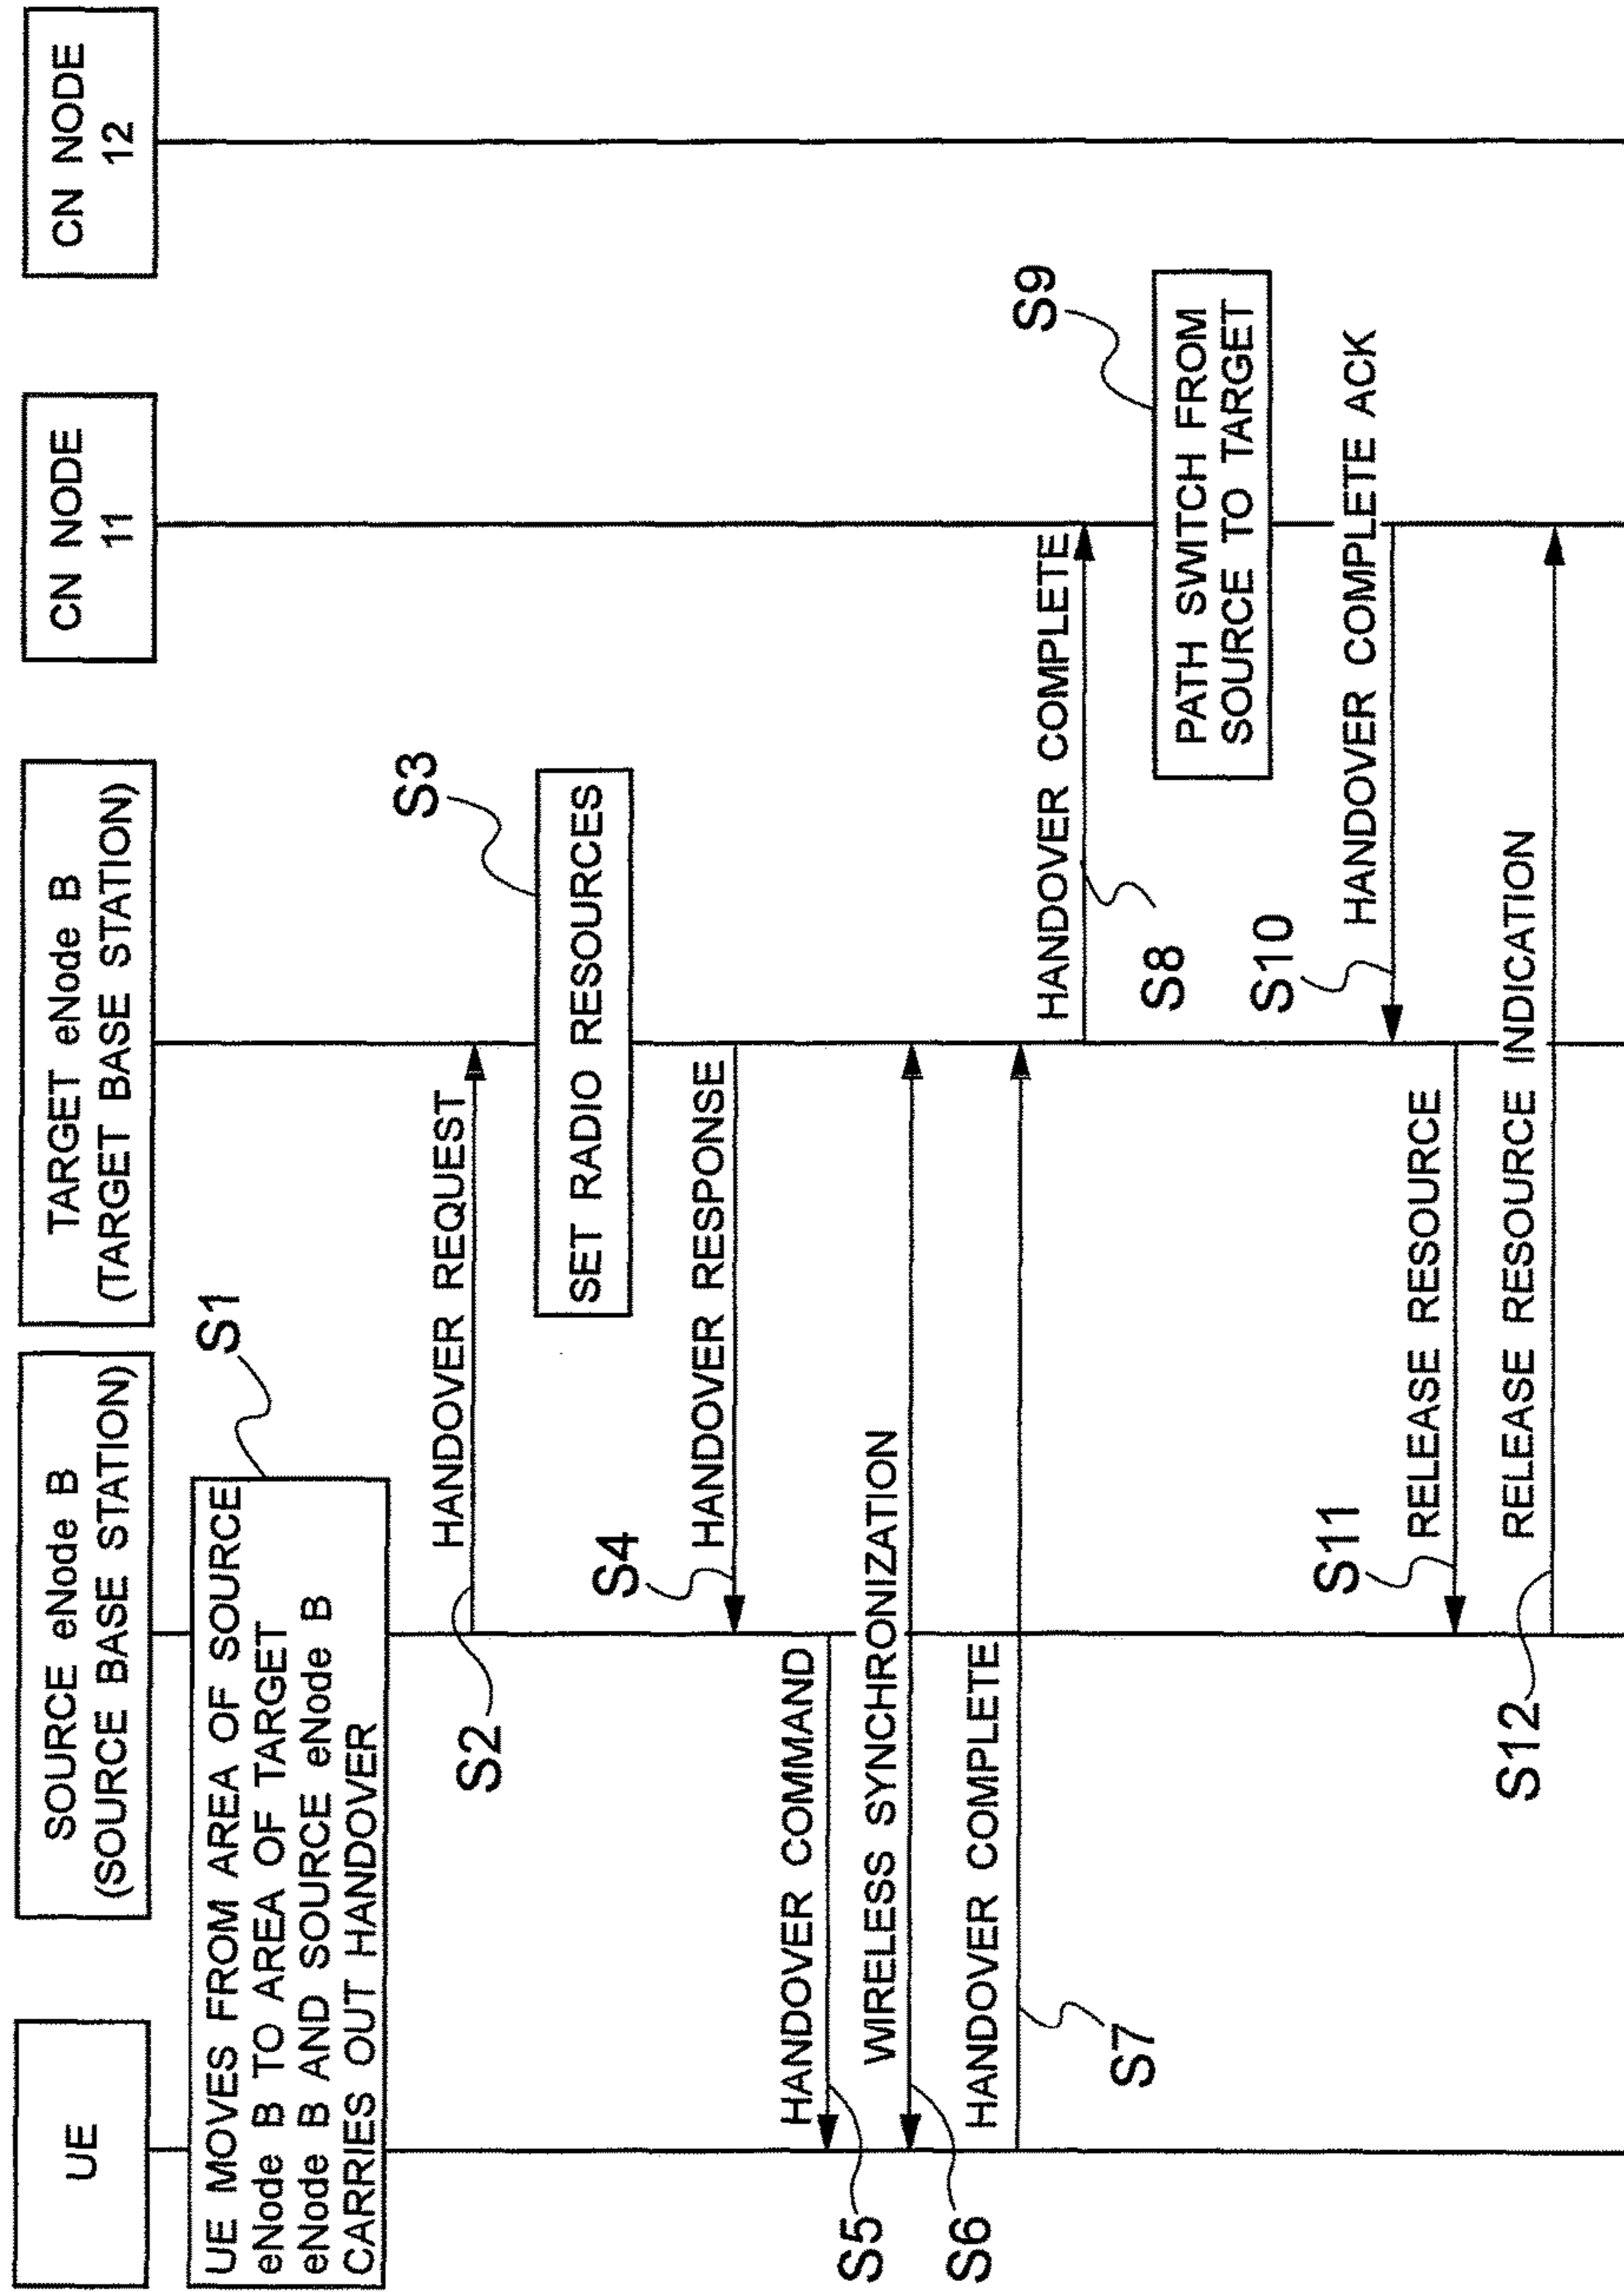 UE
SOURCE eNode B
(SOURCE BASE STATION)
TARGET eNode B
(TARGET BASE STATION)
CN NODE
11
CN NODE
12
UE MOVES FROM AREA OF SOURCE
eNode B TO AREA OF TARGET
eNode B AND SOURCE eNode B
CARRIES OUT HANDOVER
S1
HANDOVER REQUEST
S2
S3
SET RADIO RESOURCES
S4
HANDOVER RESPONSE
HANDOVER COMMAND
S5
WIRELESS SYNCHRONIZATION
S6
HANDOVER COMPLETE
S7
HANDOVER COMPLETE
S8
S9
PATH SWITCH FROM
SOURCE TO TARGET
S10
HANDOVER COMPLETE ACK
S11
RELEASE RESOURCE
RELEASE RESOURCE INDICATION
S12